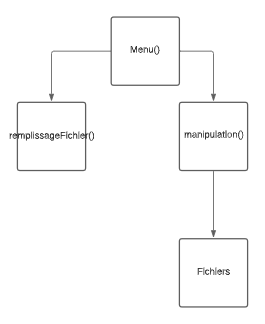 Menu()
remplissageFichier()
manipulation()
Fichiers